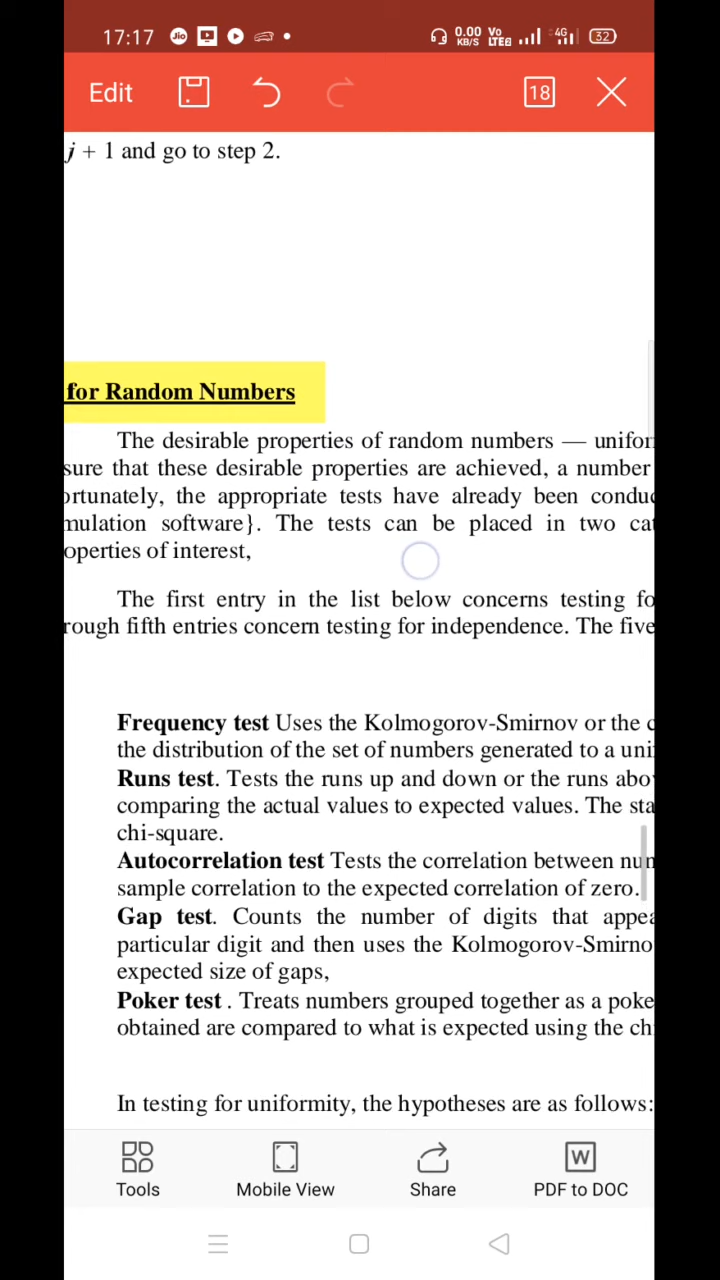 17:17 Jio 0.00 KB/S Vo LTE2 4G 32
Edit 18
j + 1 and go to step 2.
for Random Numbers
The desirable properties of random numbers — unifor
sure that these desirable properties are achieved, a number
ortunately, the appropriate tests have already been conduc
mulation software}. The tests can be placed in two cat
operties of interest,
The first entry in the list below concerns testing fo
rough fifth entries concern testing for independence. The five
Frequency test Uses the Kolmogorov-Smirnov or the c
the distribution of the set of numbers generated to a uni
Runs test. Tests the runs up and down or the runs abo
comparing the actual values to expected values. The sta
chi-square.
Autocorrelation test Tests the correlation between num
sample correlation to the expected correlation of zero.
Gap test. Counts the number of digits that appea
particular digit and then uses the Kolmogorov-Smirno
expected size of gaps,
Poker test . Treats numbers grouped together as a poke
obtained are compared to what is expected using the ch
In testing for uniformity, the hypotheses are as follows:
W
Tools Mobile View Share PDF to DOC